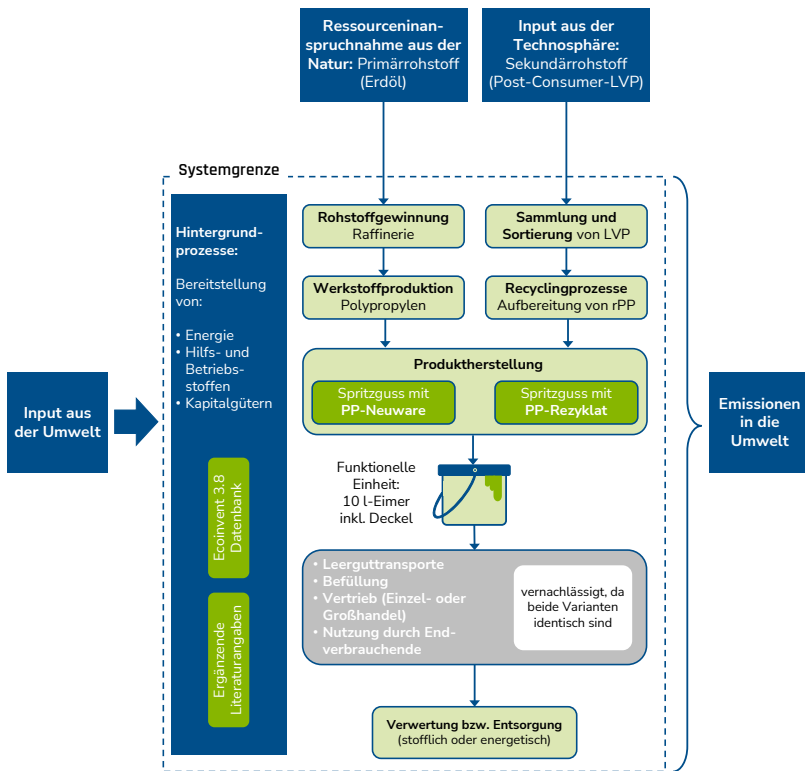 Ressourceninan-
spruchnahme aus der
Natur: Primärrohstoff
(Erdöl)
Input aus der
Technosphäre:
Sekundärrohstoff
(Post-Consumer-LVP)
Systemgrenze
Hintergrund-
prozesse:
Bereitstellung
von:
• Energie
• Hilfs- und
Betriebs-
stoffen
• Kapitalgütern
Ecoinvent 3.8
Datenbank
Ergänzende
Literaturangaben
Input aus
der Umwelt
Rohstoffgewinnung
Raffinerie
Sammlung und
Sortierung von LVP
Werkstoffproduktion
Polypropylen
Recyclingprozesse
Aufbereitung von rPP
Produktherstellung
Spritzguss mit
PP-Neuware
Spritzguss mit
PP-Rezyklat
Funktionelle
Einheit:
10 l-Eimer
inkl. Deckel
• Leerguttransporte
• Befüllung
• Vertrieb (Einzel- oder
Großhandel)
• Nutzung durch End-
verbrauchende
vernachlässigt, da
beide Varianten
identisch sind
Verwertung bzw. Entsorgung
(stofflich oder energetisch)
Emissionen
in die
Umwelt